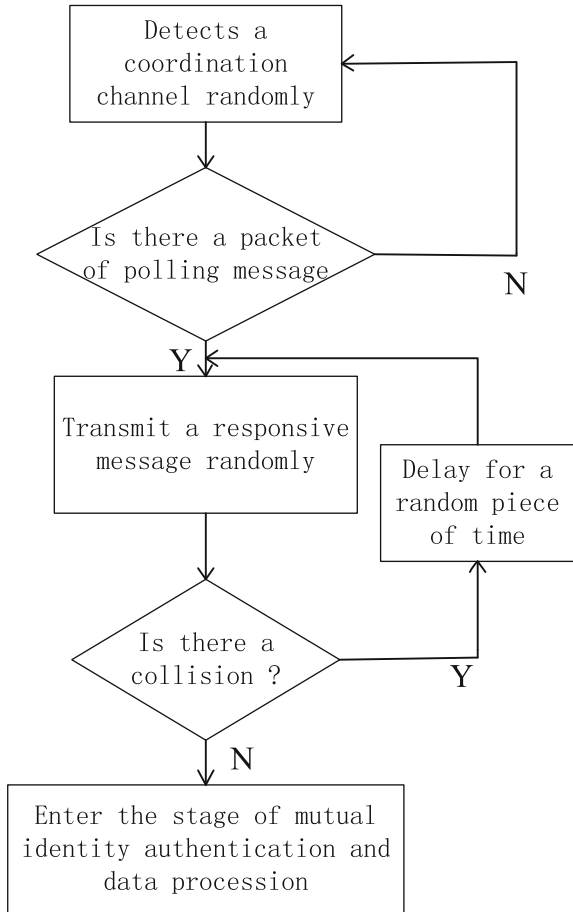 Detects a
coordination
channel randomly
Is there a packet
of polling message
N
Y
Transmit a responsive
message randomly
Delay for a
random piece
of time
Is there a
collision ?
Y
N
Enter the stage of mutual
identity authentication and
data procession